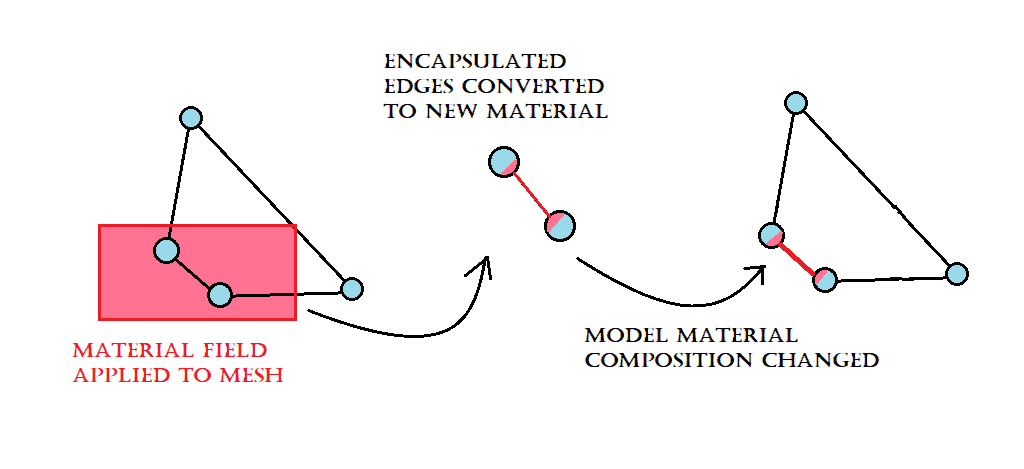 ENCAPSULATED
EDGES CONVERTED
TO NEW MATERIAL
MATERIAL FIELD
APPLIED TO MESH
MODEL MATERIAL
COMPOSITION CHANGED